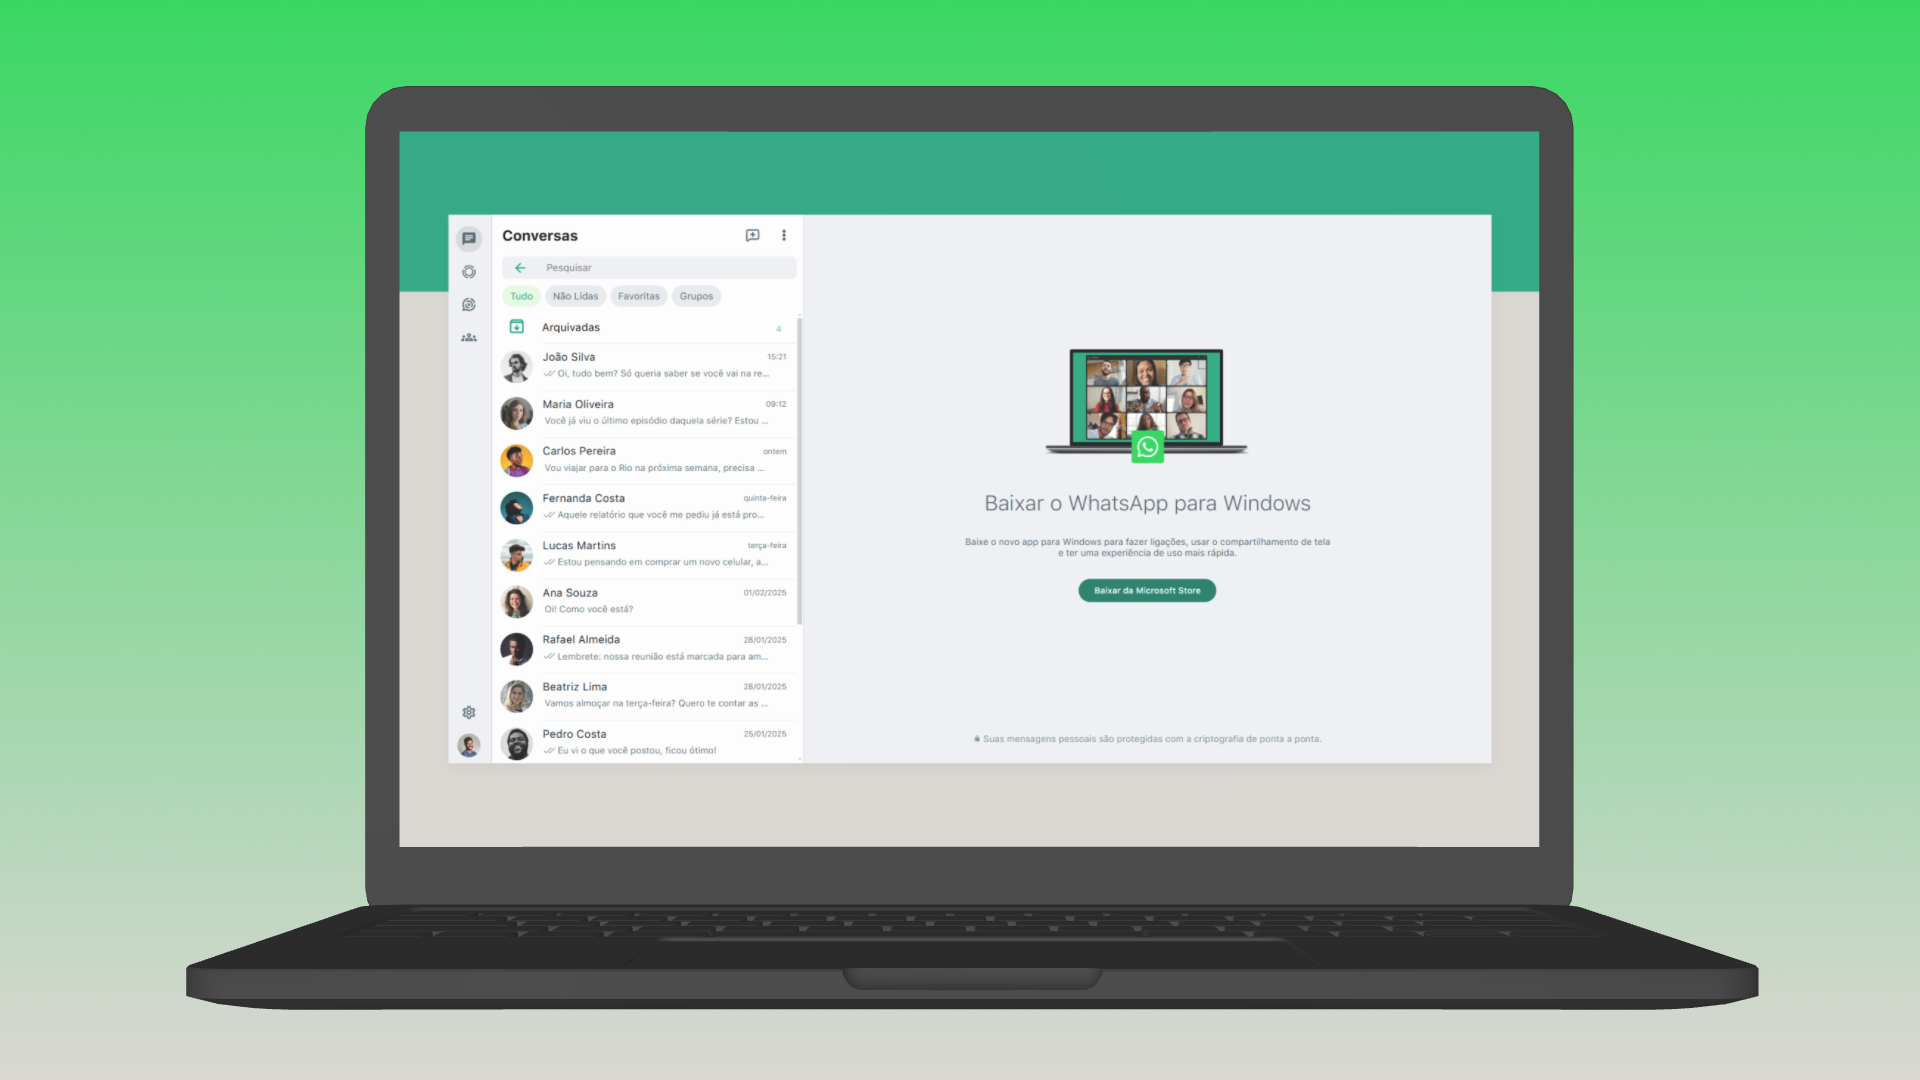 Conversas
Pesquisar
Tudo Não Lidas Favoritas Grupos
Arquivadas 4
João Silva 15:21
Oi, tudo bem? Só queria saber se você vai na re...
Maria Oliveira 09:12
Você já viu o último episódio daquela série? Estou ...
Carlos Pereira ontem
Vou viajar para o Rio na próxima semana, precisa ...
Fernanda Costa quinta-feira
Aquele relatório que você me pediu já está pro...
Lucas Martins terça-feira
Estou pensando em comprar um novo celular, a...
Ana Souza 01/02/2025
Oi! Como você está?
Rafael Almeida 28/01/2025
Lembrete: nossa reunião está marcada para am...
Beatriz Lima 28/01/2025
Vamos almoçar na terça-feira? Quero te contar as ...
Pedro Costa 25/01/2025
Eu vi o que você postou, ficou ótimo!
Baixar o WhatsApp para Windows
Baixe o novo app para Windows para fazer ligações, usar o compartilhamento de tela
e ter uma experiência de uso mais rápida.
Baixar da Microsoft Store
Suas mensagens pessoais são protegidas com a criptografia de ponta a ponta.